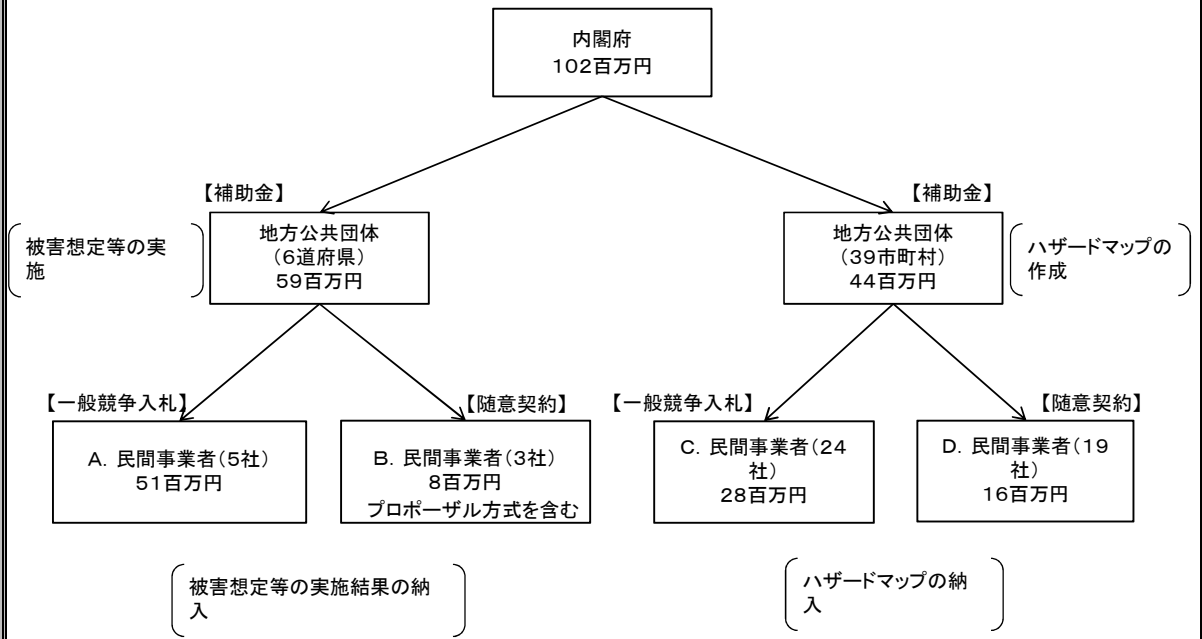 内閣府
102百万円
【補助金】
【補助金】
被害想定等の実
施
地方公共団体
（6道府県）
59百万円
地方公共団体
（39市町村）
44百万円
ハザードマップの
作成
【一般競争入札】
【随意契約】
【一般競争入札】
【随意契約】
A．民間事業者（5社）
51百万円
B．民間事業者（3社）
8百万円
プロポーザル方式を含む
C．民間事業者（24
社）
28百万円
D．民間事業者（19
社）
16百万円
被害想定等の実施結果の納
入
ハザードマップの納
入